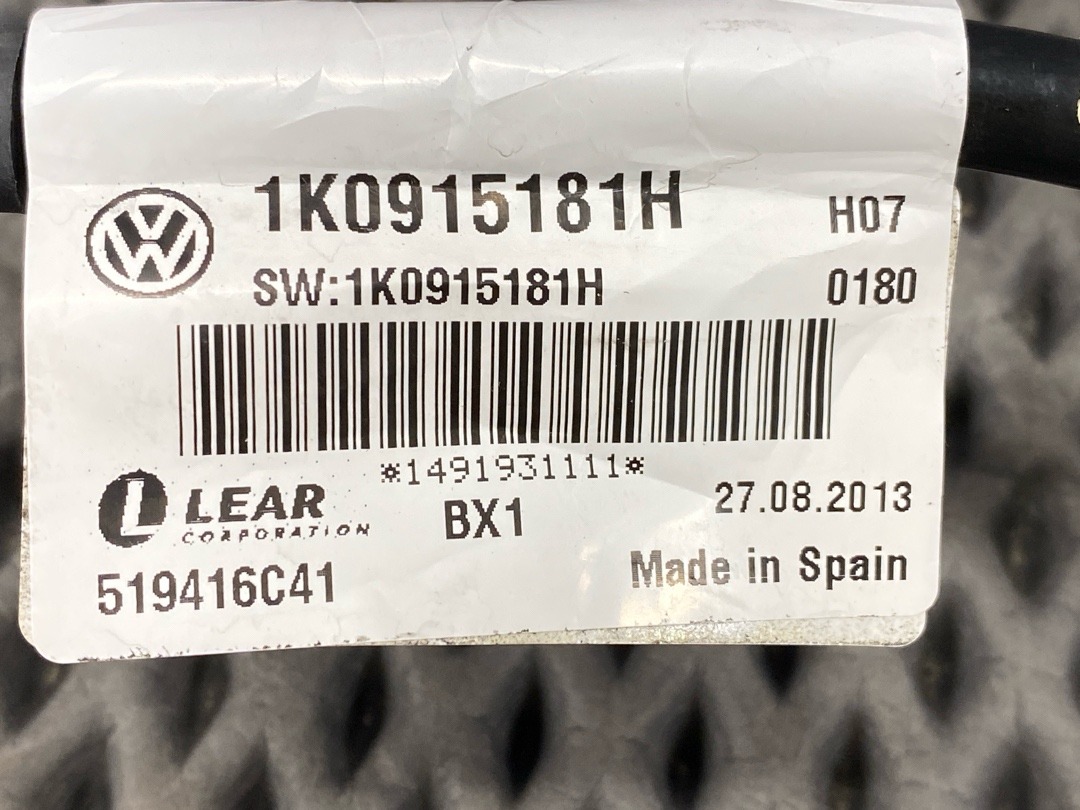 1K0915181H H07
SW:1K0915181H 0180
*1491931111*
LEAR
CORPORATION
BX1
27.08.2013
519416C41
Made in Spain